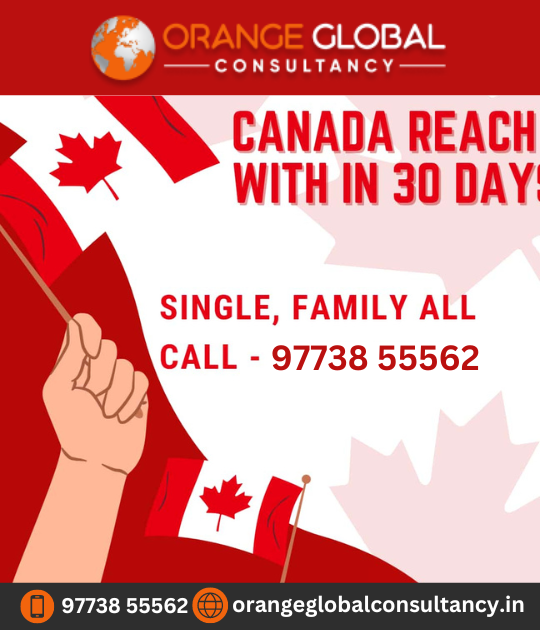 ORANGE GLOBAL
CONSULTANCY
CANADA REACH
WITH IN 30 DAYS
SINGLE, FAMILY ALL
CALL - 97738 55562
97738 55562 orangeglobalconsultancy.in